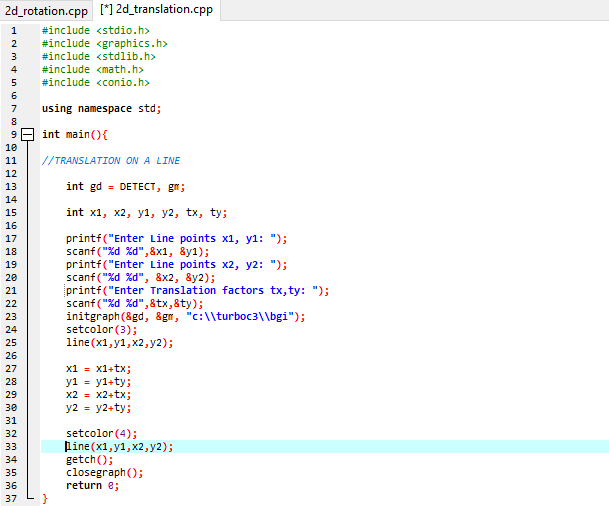 2d_rotation.cpp [*] 2d_translation.cpp
1 #include <stdio.h>
2 #include <graphics.h>
3 #include <stdlib.h>
4 #include <math.h>
5 #include <conio.h>
6
7 using namespace std;
8
9 int main(){
10
11 //TRANSLATION ON A LINE
12
13 int gd = DETECT, gm;
14
15 int x1, x2, y1, y2, tx, ty;
16
17 printf("Enter Line points x1, y1: ");
18 scanf("%d %d",&x1, &y1);
19 printf("Enter Line points x2, y2: ");
20 scanf("%d %d", &x2, &y2);
21 printf("Enter Translation factors tx,ty: ");
22 scanf("%d %d",&tx,&ty);
23 initgraph(&gd, &gm, "c:\\turboc3\\bgi");
24 setcolor(3);
25 line(x1,y1,x2,y2);
26
27 x1 = x1+tx;
28 y1 = y1+ty;
29 x2 = x2+tx;
30 y2 = y2+ty;
31
32 setcolor(4);
33 line(x1,y1,x2,y2);
34 getch();
35 closegraph();
36 return 0;
37 }